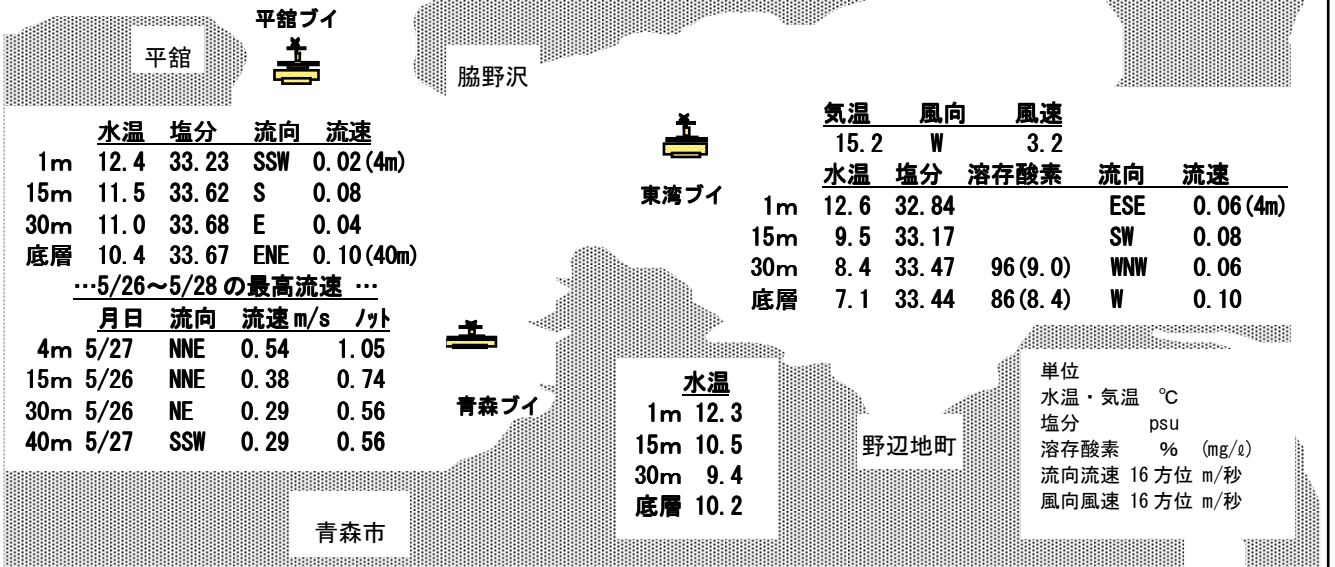 平舘ブイ
平舘
脇野沢
水温 塩分 流向 流速
1m 12.4 33.23 SSW 0.02(4m)
15m 11.5 33.62 S 0.08
30m 11.0 33.68 E 0.04
底層 10.4 33.67 ENE 0.10(40m)
…5/26～5/28の最高流速 …
月日 流向 流速m/s ノット
4m 5/27 NNE 0.54 1.05
15m 5/26 NNE 0.38 0.74
30m 5/26 NE 0.29 0.56
40m 5/27 SSW 0.29 0.56
東湾ブイ
気温 風向 風速
15.2 W 3.2
水温 塩分 溶存酸素 流向 流速
1m 12.6 32.84 ESE 0.06(4m)
15m 9.5 33.17 SW 0.08
30m 8.4 33.47 96(9.0) WNW 0.06
底層 7.1 33.44 86(8.4) W 0.10
青森ブイ
水温
1m 12.3
15m 10.5
30m 9.4
底層 10.2
野辺地町
青森市
単位
水温・気温 ℃
塩分 psu
溶存酸素 % (mg/ℓ)
流向流速 16方位 m/秒
風向風速 16方位 m/秒